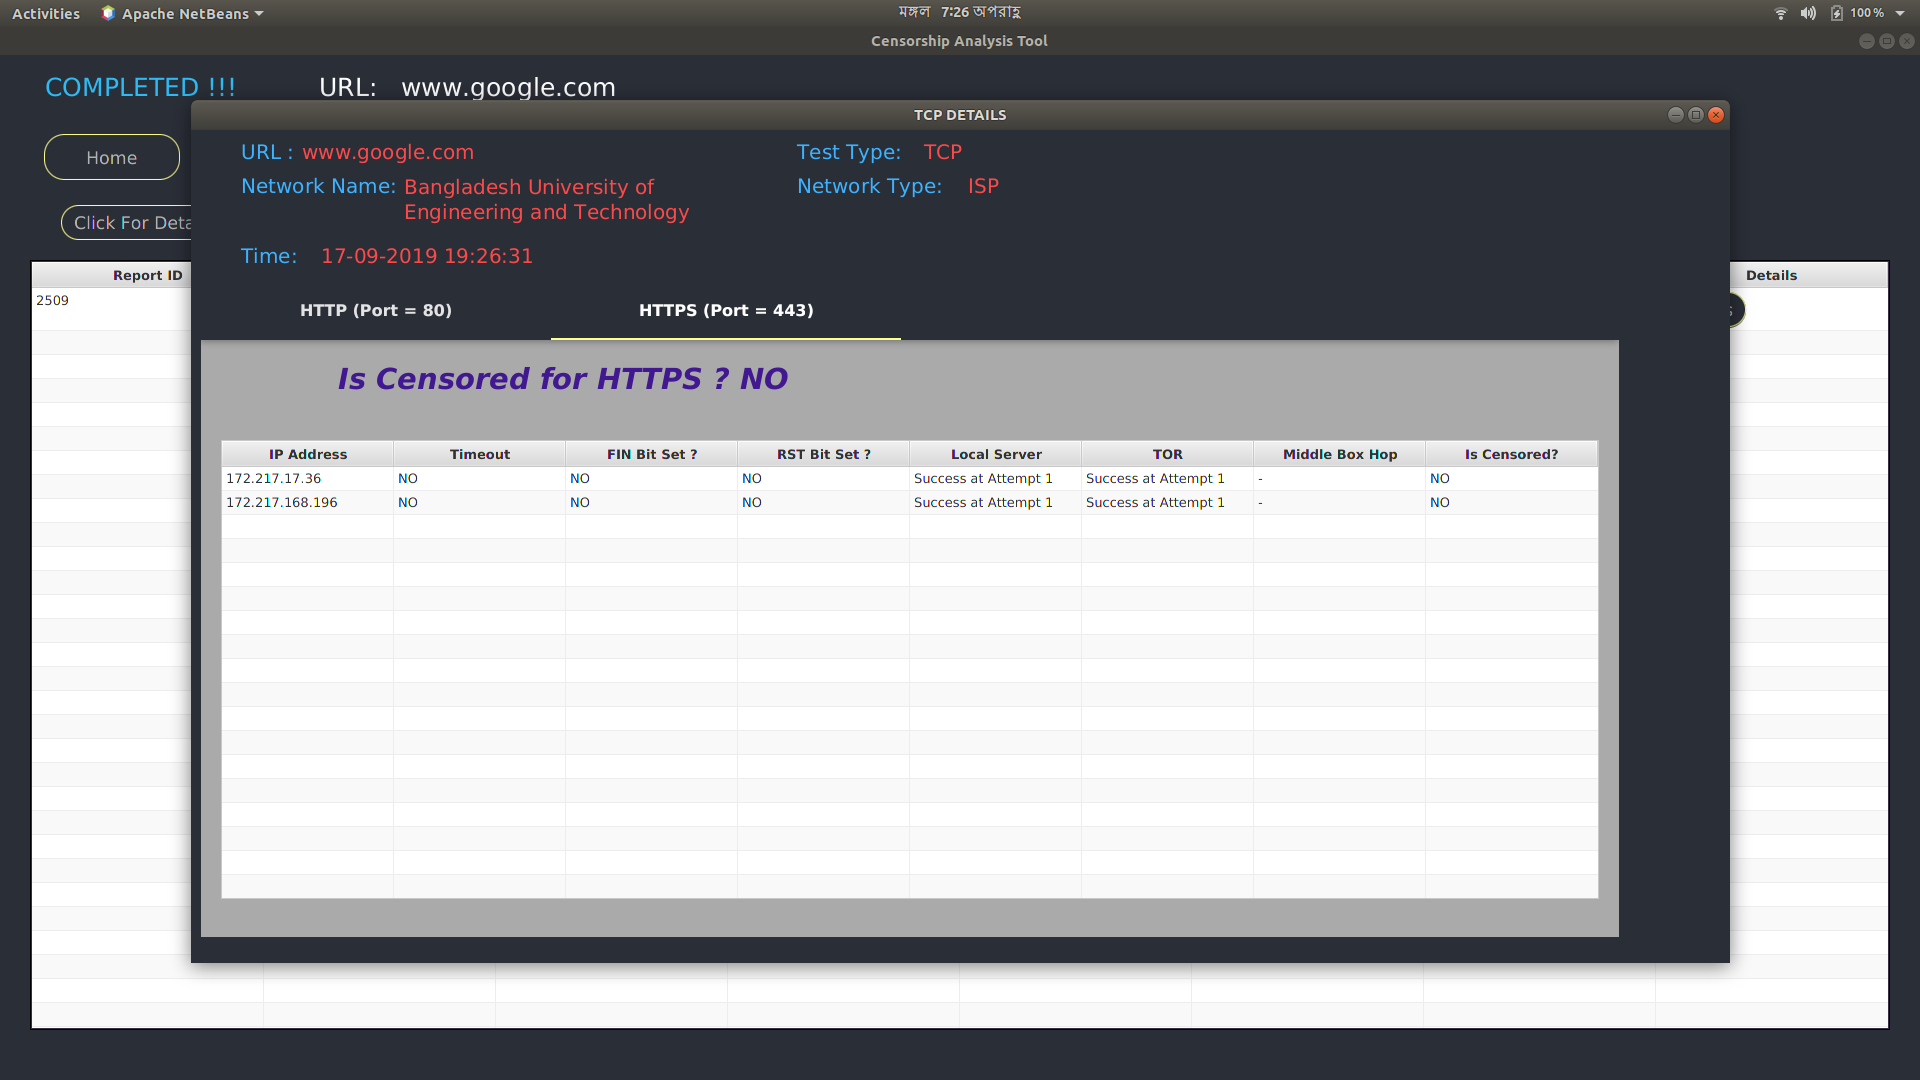 Activities Apache NetBeans মঙ্গল 7:26 অপরাহ্ণ 100 %
Censorship Analysis Tool
COMPLETED !!! URL: www.google.com
Home
Click For Deta
Report ID Details
2509
TCP DETAILS
URL : www.google.com Test Type: TCP
Network Name: Bangladesh University of Network Type: ISP
Engineering and Technology
Time: 17-09-2019 19:26:31
HTTP (Port = 80) HTTPS (Port = 443)
Is Censored for HTTPS ? NO
IP Address Timeout FIN Bit Set ? RST Bit Set ? Local Server TOR Middle Box Hop Is Censored?
172.217.17.36 NO NO NO Success at Attempt 1 Success at Attempt 1 - NO
172.217.168.196 NO NO NO Success at Attempt 1 Success at Attempt 1 - NO